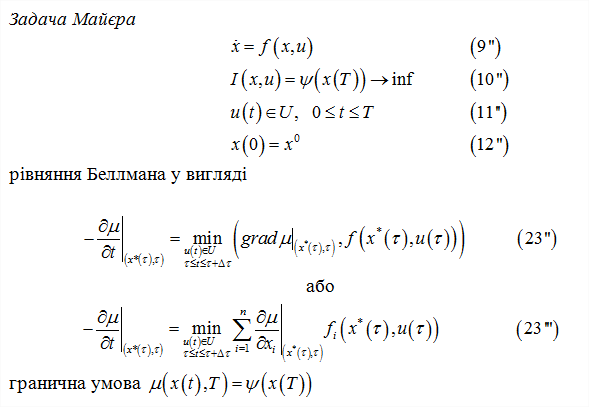 Задача Майєра
ẋ = f(x,u) (9")
I(x,u) = ψ(x(T)) → inf (10")
u(t) ∈ U, 0 ≤ t ≤ T (11")
x(0) = x⁰ (12")
рівняння Беллмана у вигляді
−∂μ/∂t|(x*(τ),τ) = min u(t)∈U τ≤t≤τ+Δτ (grad μ|(x*(τ),τ), f(x*(τ),u(τ))) (23")
або
−∂μ/∂t|(x*(τ),τ) = min u(t)∈U τ≤t≤τ+Δτ ∑ i=1 n ∂μ/∂xᵢ|(x*(τ),τ) fᵢ(x*(τ),u(τ)) (23"')
гранична умова μ(x(t),T) = ψ(x(T))